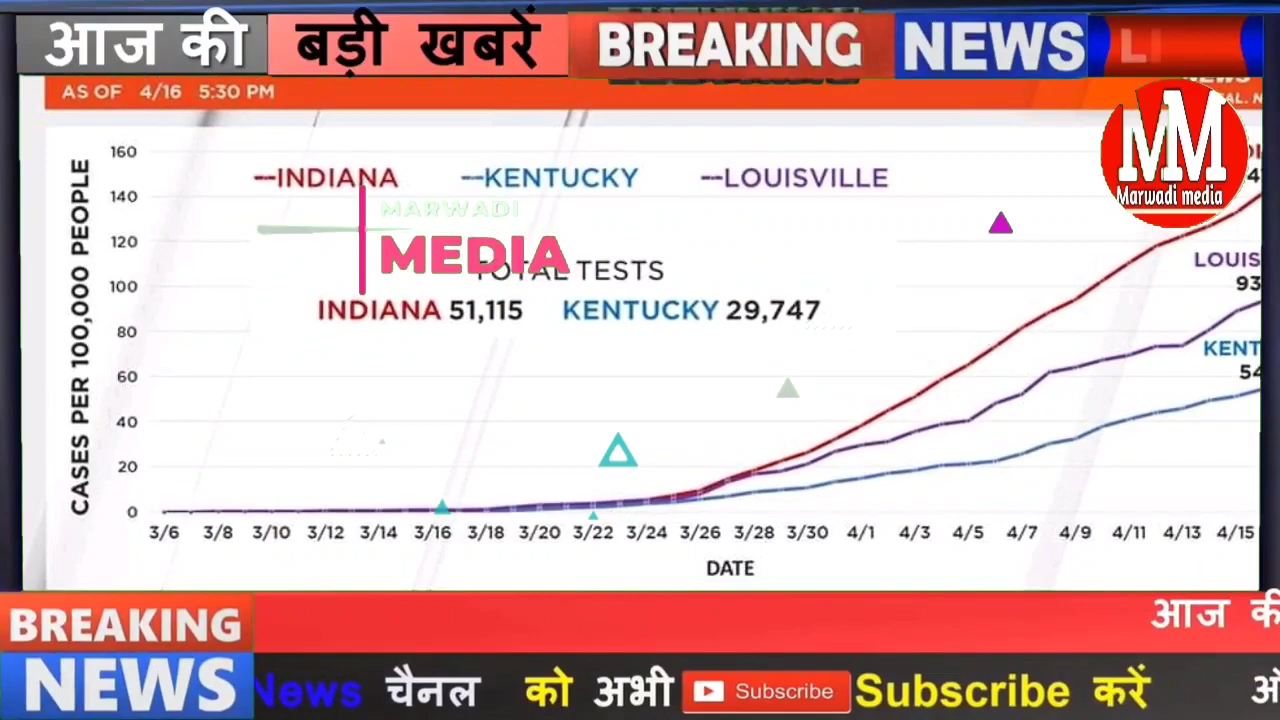 आज की बड़ी खबरें BREAKING NEWS LI
AS OF 4/16 5:30 PM
MM
Marwadi media
CASES PER 100,000 PEOPLE
160
140
120
100
80
60
40
20
0
INDIANA KENTUCKY LOUISVILLE
MARWADI
MEDIA
TOTAL TESTS
INDIANA 51,115 KENTUCKY 29,747
LOUIS
93
KENT
54
3/6 3/8 3/10 3/12 3/14 3/16 3/18 3/20 3/22 3/24 3/26 3/28 3/30 4/1 4/3 4/5 4/7 4/9 4/11 4/13 4/15
DATE
BREAKING
NEWS
आज की
News चैनल को अभी Subscribe Subscribe करें